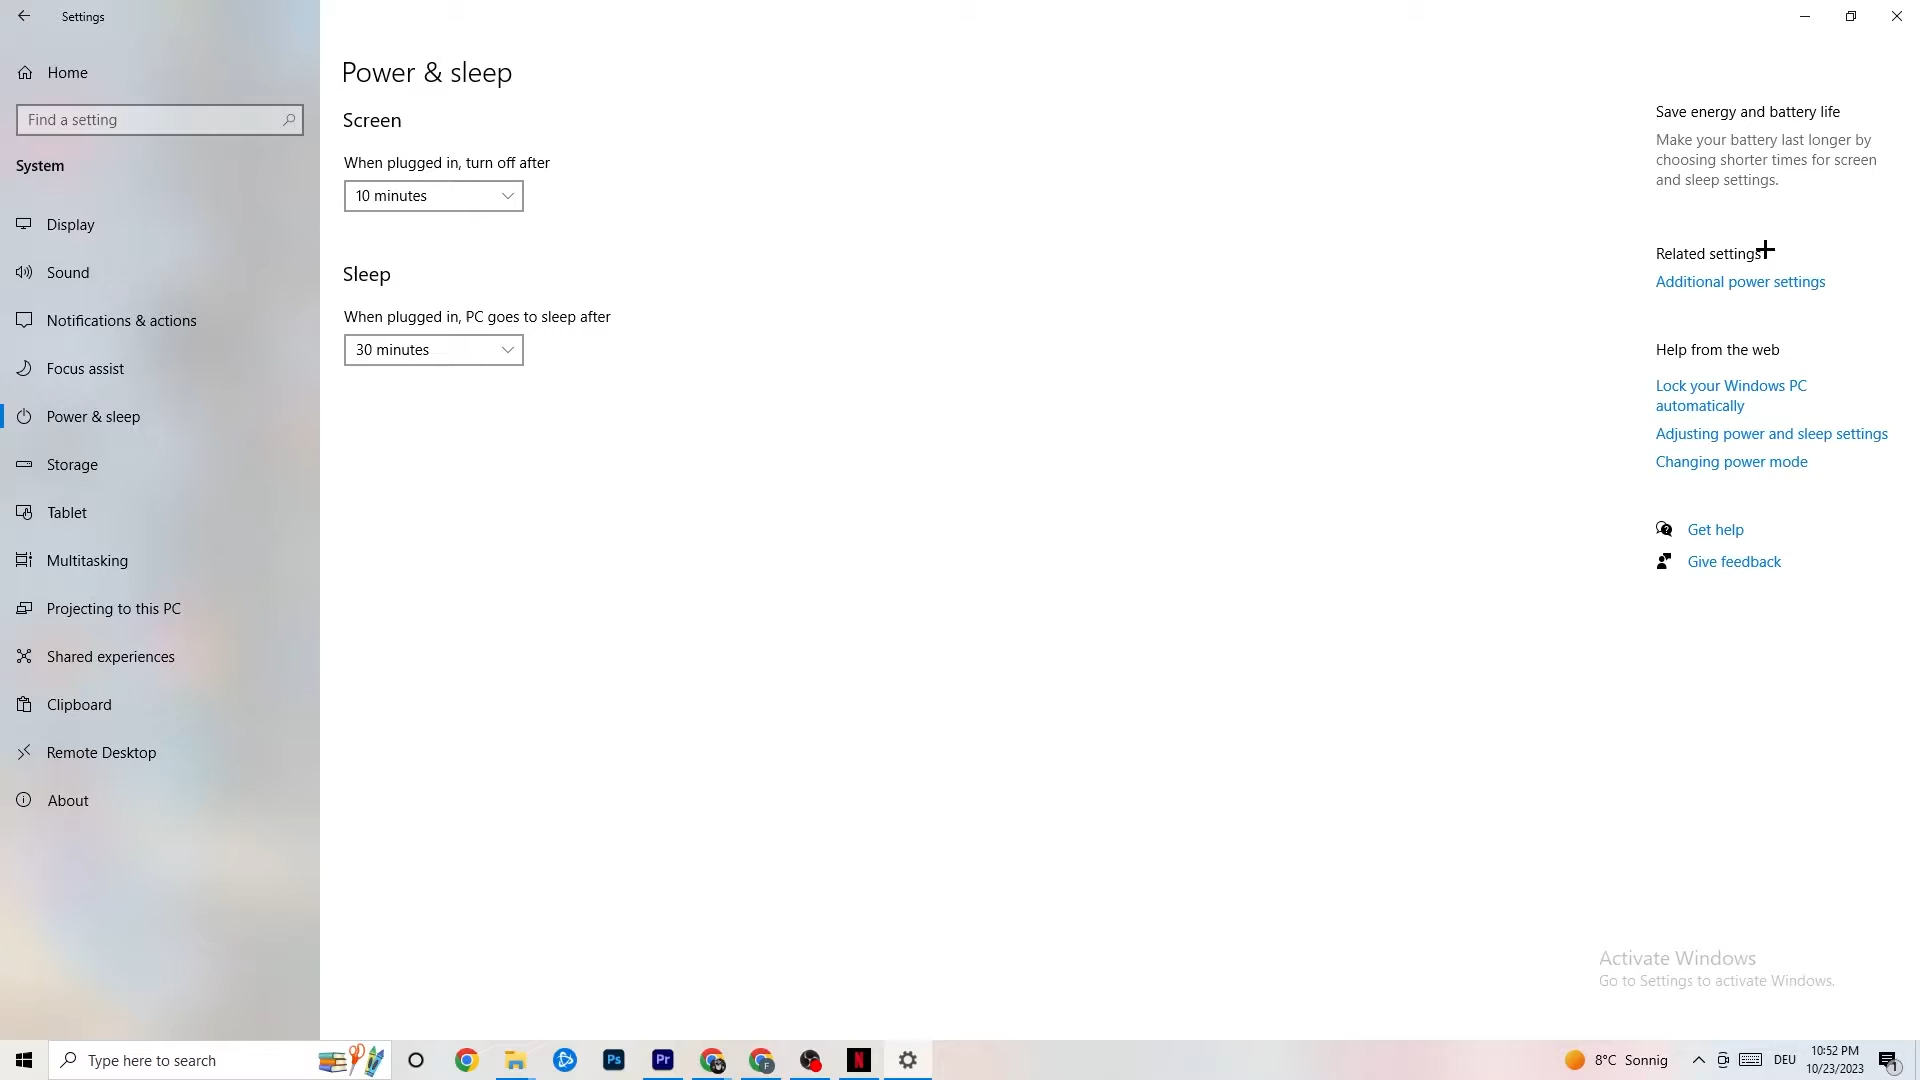 Settings
Home
Find a setting
System
Display
Sound
Notifications & actions
Focus assist
Power & sleep
Storage
Tablet
Multitasking
Projecting to this PC
Shared experiences
Clipboard
Remote Desktop
About
Power & sleep
Screen
When plugged in, turn off after
10 minutes
Sleep
When plugged in, PC goes to sleep after
30 minutes
Save energy and battery life
Make your battery last longer by
choosing shorter times for screen
and sleep settings.
Related settings
Additional power settings
Help from the web
Lock your Windows PC
automatically
Adjusting power and sleep settings
Changing power mode
Get help
Give feedback
Activate Windows
Go to Settings to activate Windows.
Type here to search
Ps
Pr
F
N
8°C Sonnig
DEU
10:52 PM
10/23/2023
1